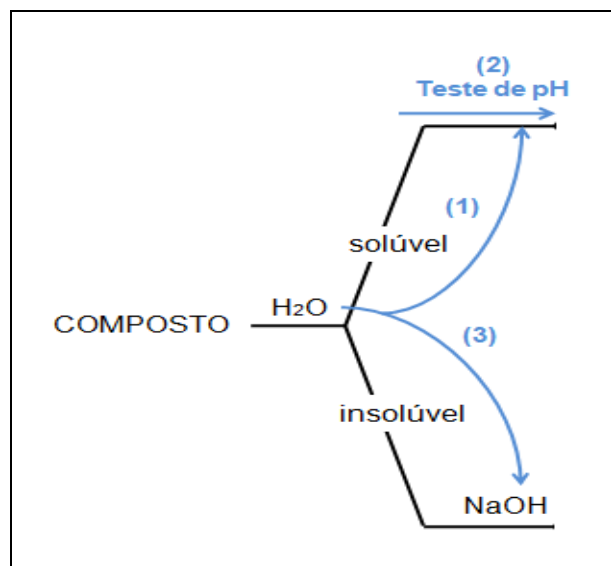 (2)
Teste de pH
(1)
solúvel
H₂O
COMPOSTO
(3)
insolúvel
NaOH